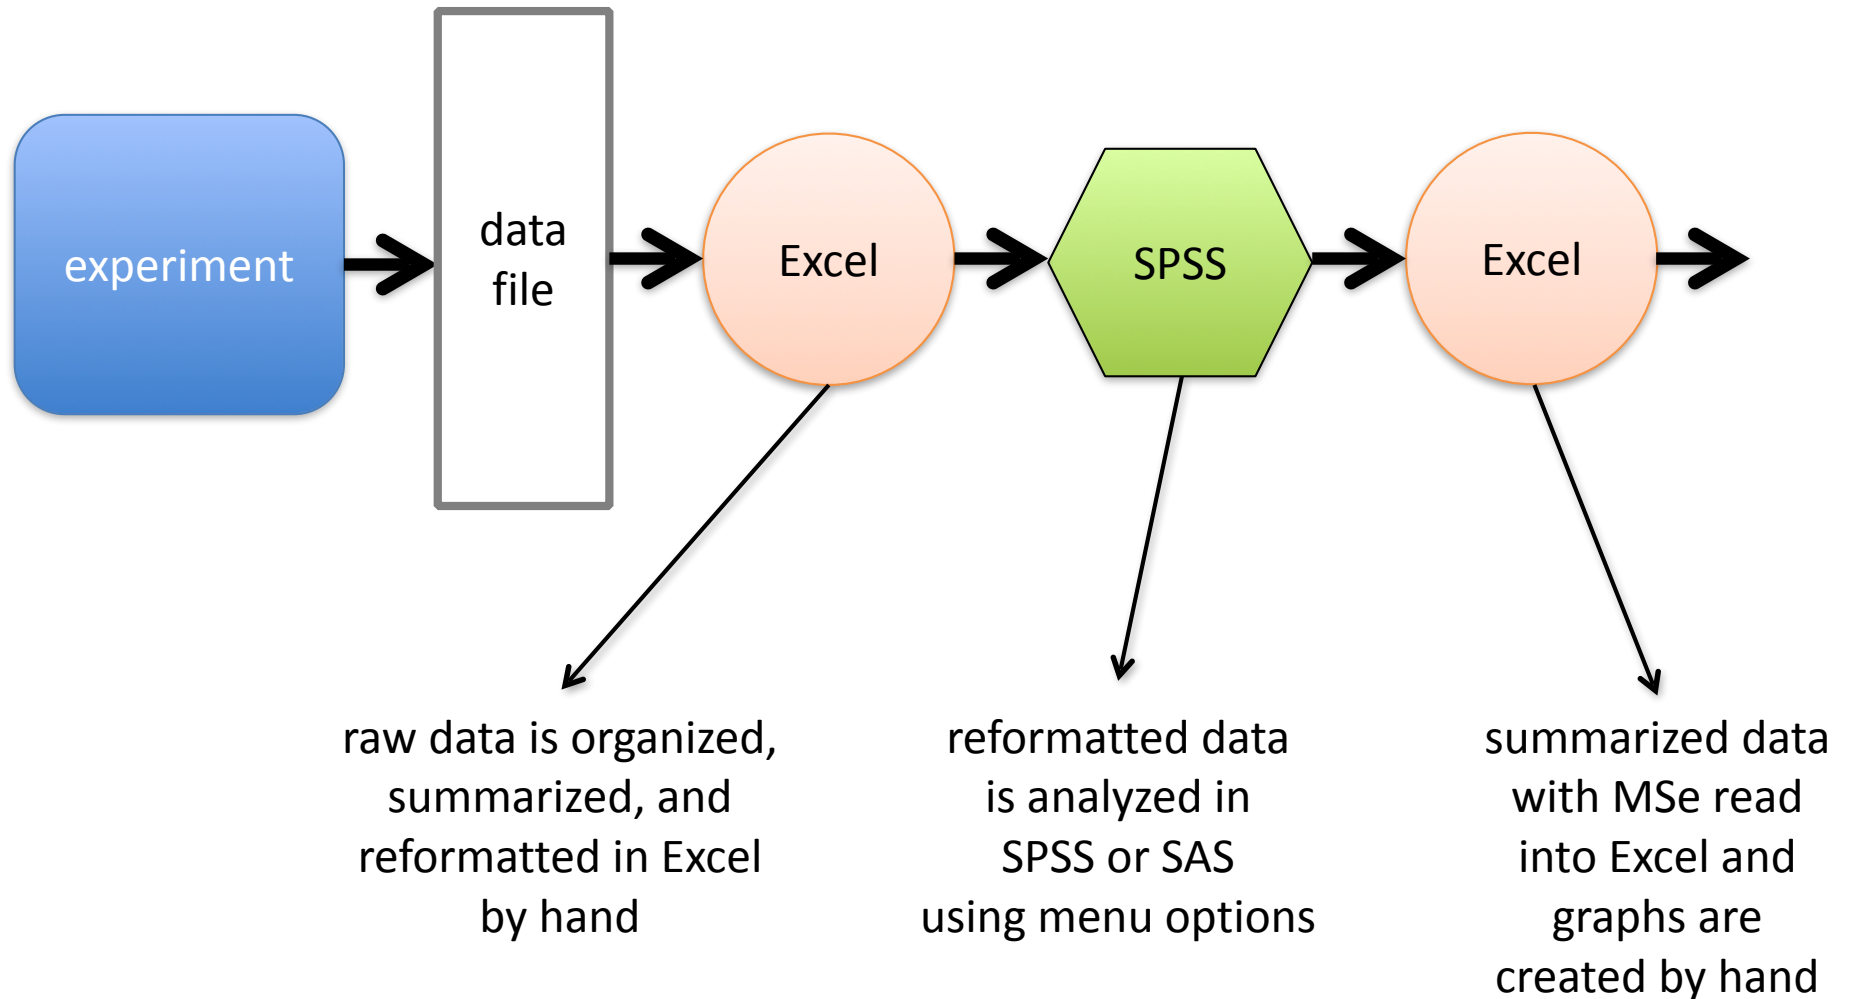 experiment
data
file
Excel
SPSS
Excel
raw data is organized,
summarized, and
reformatted in Excel
by hand
reformatted data
is analyzed in
SPSS or SAS
using menu options
summarized data
with MSe read
into Excel and
graphs are
created by hand